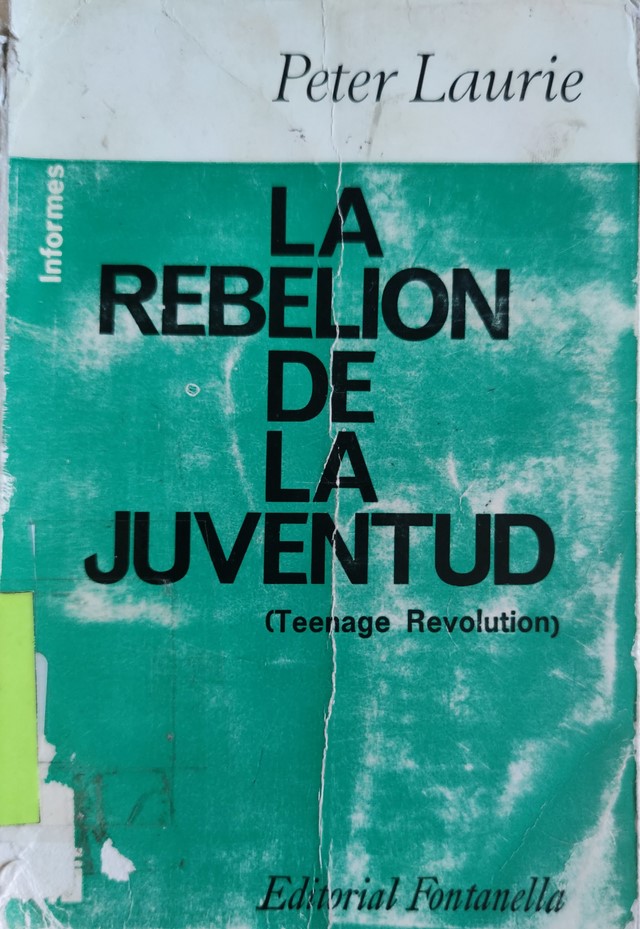 Peter Laurie
Informes
LA
REBELION
DE
LA
JUVENTUD
(Teenage Revolution)
Editorial Fontanella